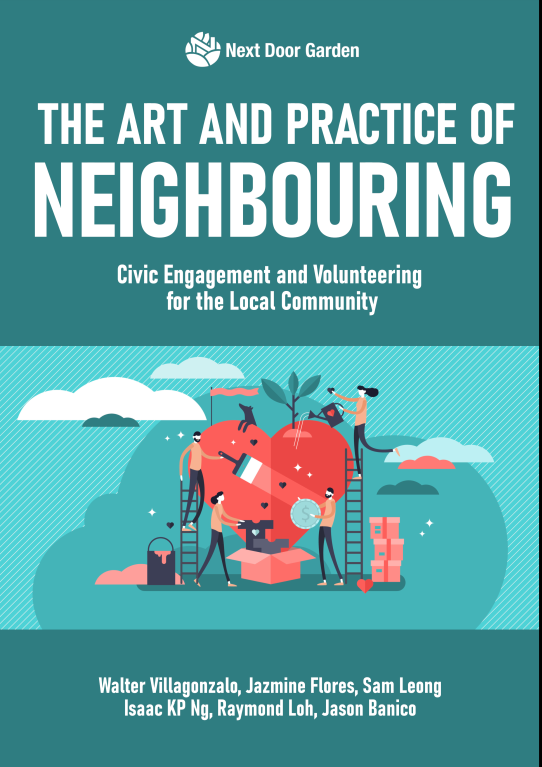 Next Door Garden
THE ART AND PRACTICE OF
NEIGHBOURING
Civic Engagement and Volunteering
for the Local Community
$
Walter Villagonzalo, Jazmine Flores, Sam Leong
Isaac KP Ng, Raymond Loh, Jason Banico